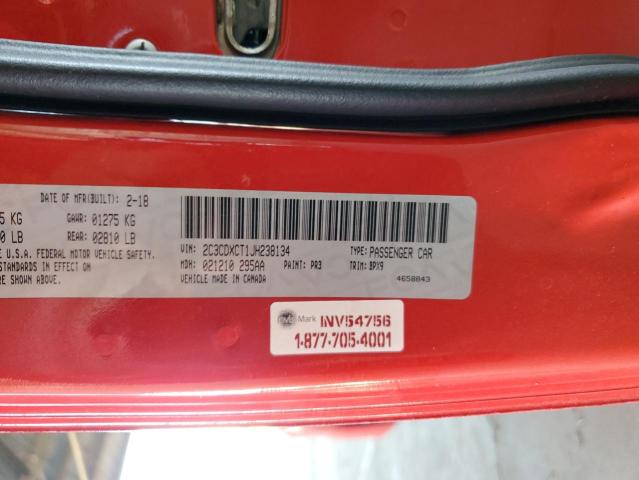 DATE OF MFR(BUILT): 2-18
5 KG GAWR: 01275 KG
0 LB REAR: 02810 LB
E U.S.A. FEDERAL MOTOR VEHICLE SAFETY.
STANDARDS IN EFFECT ON
RE SHOWN ABOVE.
VIN: 2C3CDXCT1JH238134 TYPE: PASSENGER CAR
MDH: 021210 295AA PAINT: PR3 TRIM: BPX9
VEHICLE MADE IN CANADA 4658843
Mark INV54756
1-877-705-4001